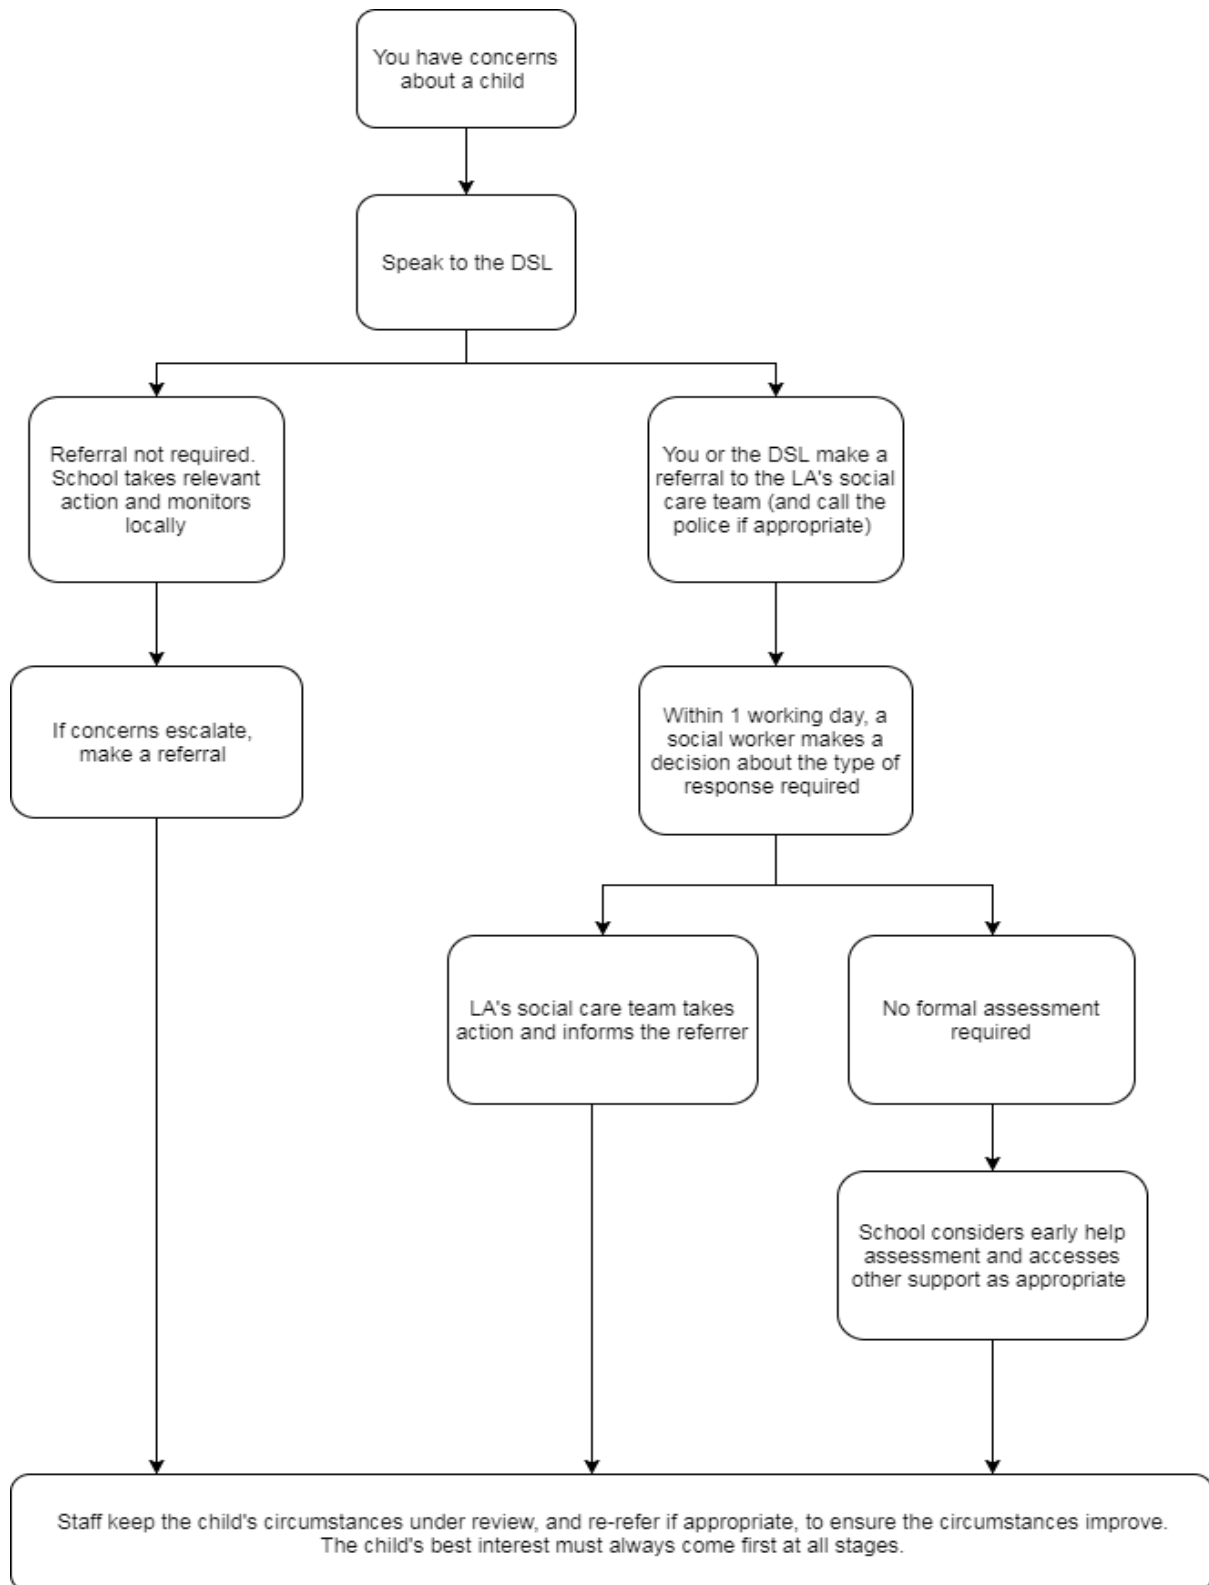 You have concerns
about a child
Speak to the DSL
Referral not required.
School takes relevant
action and monitors
locally
You or the DSL make a
referral to the LA's social
care team (and call the
police if appropriate)
If concerns escalate,
make a referral
Within 1 working day, a
social worker makes a
decision about the type of
response required
LA's social care team takes
action and informs the referrer
No formal assessment
required
School considers early help
assessment and accesses
other support as appropriate
Staff keep the child's circumstances under review, and re-refer if appropriate, to ensure the circumstances improve.
The child's best interest must always come first at all stages.